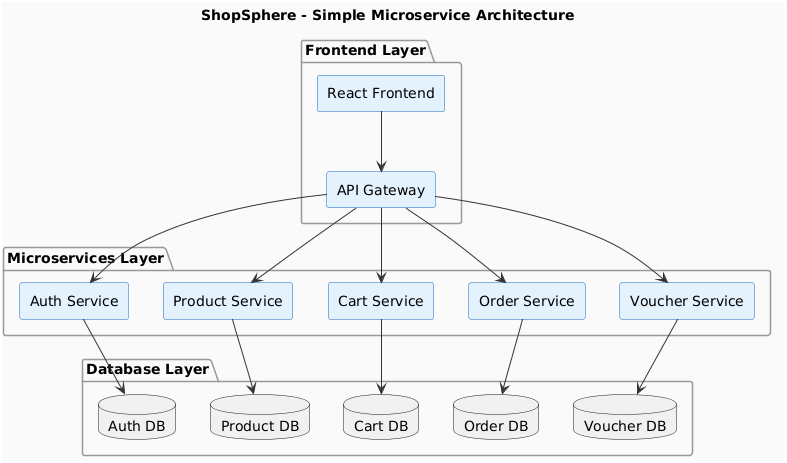 ShopSphere - Simple Microservice Architecture
Frontend Layer
React Frontend
API Gateway
Microservices Layer
Auth Service
Product Service
Cart Service
Order Service
Voucher Service
Database Layer
Auth DB
Product DB
Cart DB
Order DB
Voucher DB